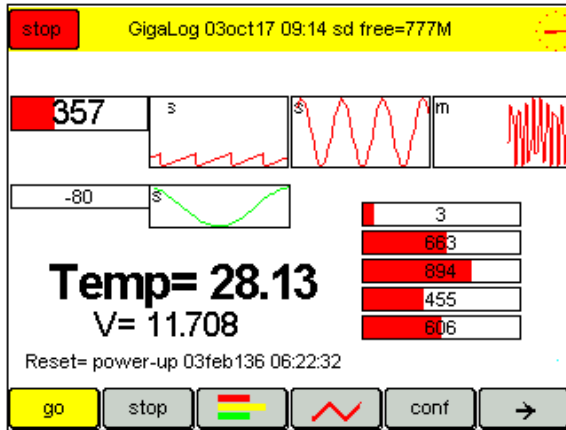 stop GigaLog 03oct17 09:14 sd free=777M
357 s s m
-80 s
3
663
894
455
606
Temp= 28.13
V= 11.708
Reset= power-up 03feb136 06:22:32
go stop conf →